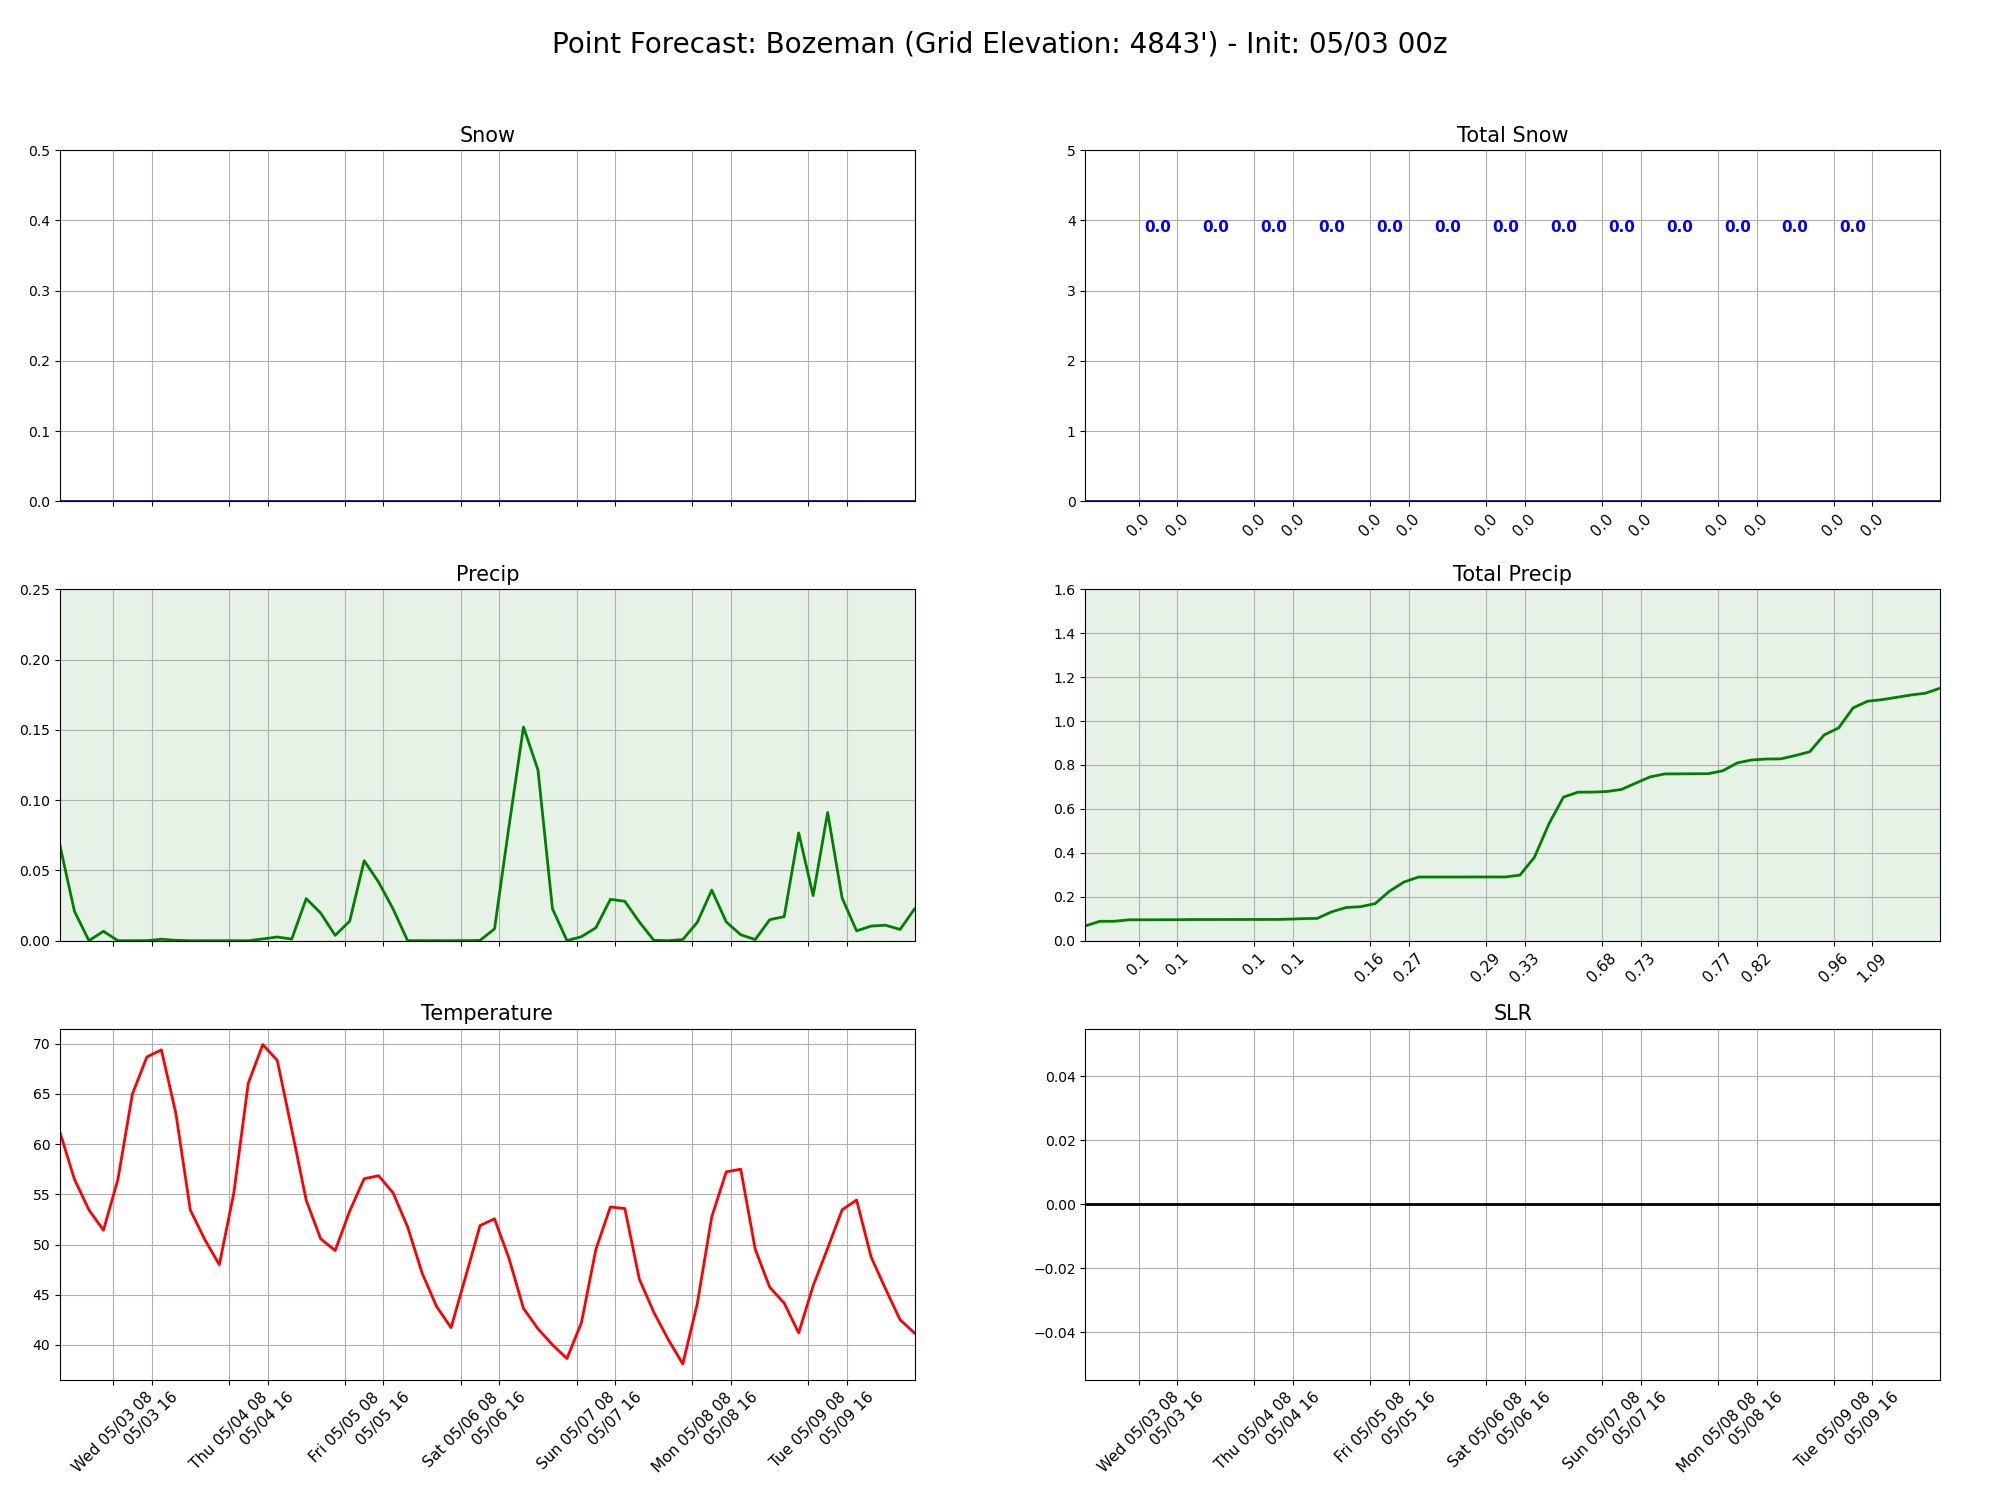 Point Forecast: Bozeman (Grid Elevation: 4843') - Init: 05/03 00z
Snow
0.5
0.4
0.3
0.2
0.1
0.0
Total Snow
5
4
3
2
1
0
0.0 0.0 0.0 0.0 0.0 0.0 0.0 0.0 0.0 0.0 0.0 0.0 0.0
0.0 0.0 0.0 0.0 0.0 0.0 0.0 0.0 0.0 0.0 0.0 0.0 0.0 0.0
Precip
0.25
0.20
0.15
0.10
0.05
0.00
Total Precip
1.6
1.4
1.2
1.0
0.8
0.6
0.4
0.2
0.0
0.1 0.1 0.1 0.1 0.16 0.27 0.29 0.33 0.68 0.73 0.77 0.82 0.96 1.09
Temperature
70
65
60
55
50
45
40
Wed 05/03 08
05/03 16
Thu 05/04 08
05/04 16
Fri 05/05 08
05/05 16
Sat 05/06 08
05/06 16
Sun 05/07 08
05/07 16
Mon 05/08 08
05/08 16
Tue 05/09 08
05/09 16
SLR
0.04
0.02
0.00
−0.02
−0.04
Wed 05/03 08
05/03 16
Thu 05/04 08
05/04 16
Fri 05/05 08
05/05 16
Sat 05/06 08
05/06 16
Sun 05/07 08
05/07 16
Mon 05/08 08
05/08 16
Tue 05/09 08
05/09 16